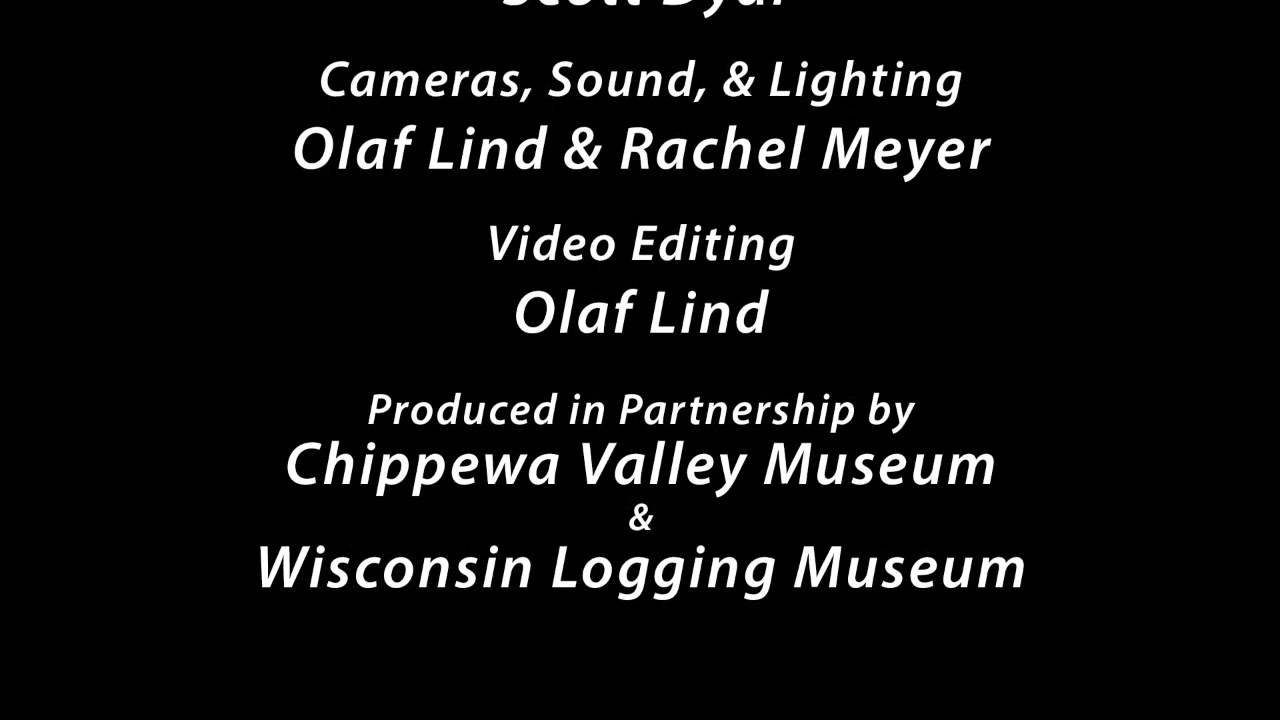 Cameras, Sound, & Lighting
Olaf Lind & Rachel Meyer
Video Editing
Olaf Lind
Produced in Partnership by
Chippewa Valley Museum
&
Wisconsin Logging Museum